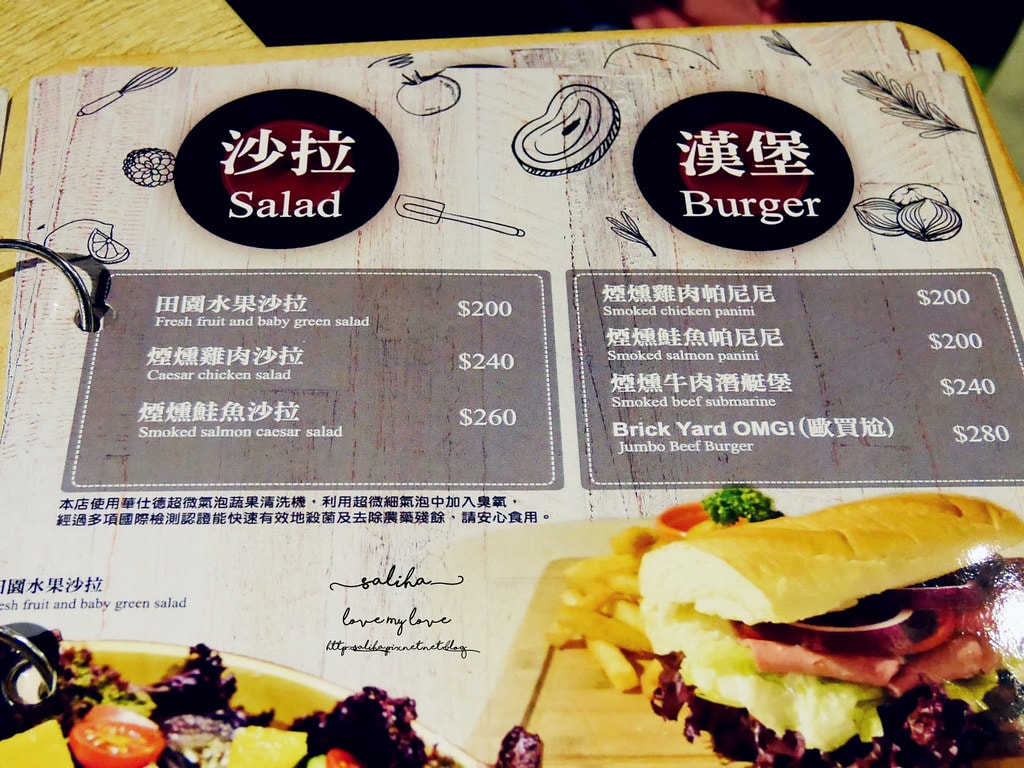 沙拉
Salad
田園水果沙拉 $200
Fresh fruit and baby green salad
煙燻雞肉沙拉 $240
Caesar chicken salad
煙燻鮭魚沙拉 $260
Smoked salmon caesar salad
漢堡
Burger
煙燻雞肉帕尼尼 $200
Smoked chicken panini
煙燻鮭魚帕尼尼 $200
Smoked salmon panini
煙燻牛肉潛艇堡 $240
Smoked beef submarine
Brick Yard OMG!(歐買尬) $280
Jumbo Beef Burger
本店使用華仕德超微氣泡蔬果清洗機，利用超微細氣泡中加入臭氧，
經過多項國際檢測認證能快速有效地殺菌及去除農藥殘餘，請安心食用。
田園水果沙拉
esh fruit and baby green salad
saliha
love my love
http:saliha.pixnet.net/blog